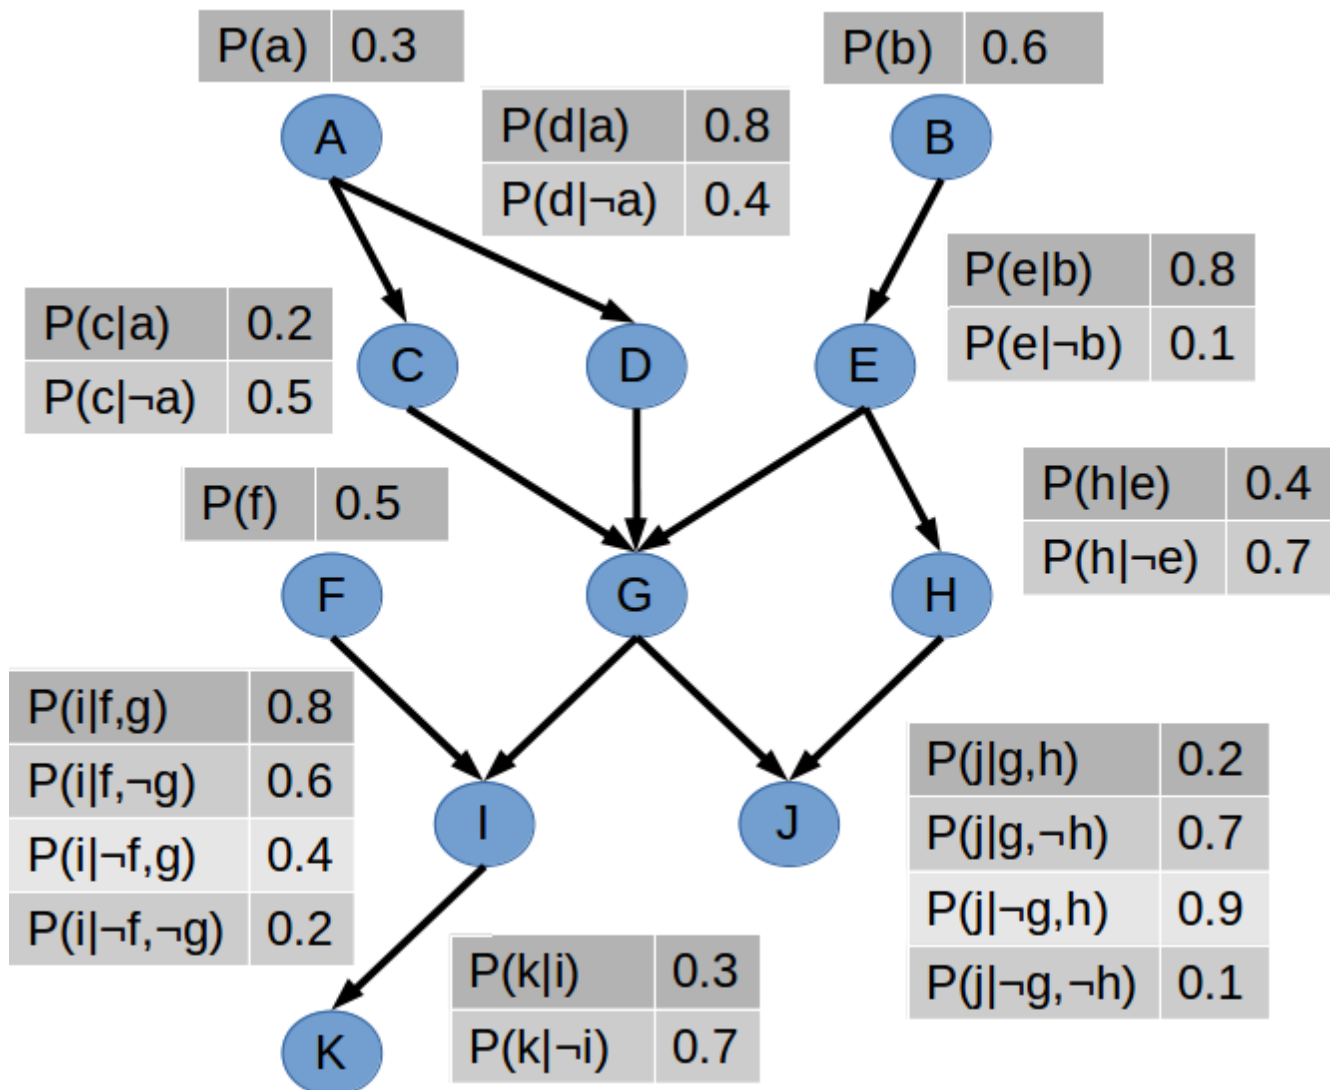 P(a) 0.3
P(b) 0.6
A
P(d|a) 0.8
P(d|¬a) 0.4
B
P(c|a) 0.2
P(c|¬a) 0.5
C
D
E
P(e|b) 0.8
P(e|¬b) 0.1
P(f) 0.5
P(h|e) 0.4
P(h|¬e) 0.7
F
G
H
P(i|f,g) 0.8
P(i|f,¬g) 0.6
P(i|¬f,g) 0.4
P(i|¬f,¬g) 0.2
I
J
P(j|g,h) 0.2
P(j|g,¬h) 0.7
P(j|¬g,h) 0.9
P(j|¬g,¬h) 0.1
K
P(k|i) 0.3
P(k|¬i) 0.7